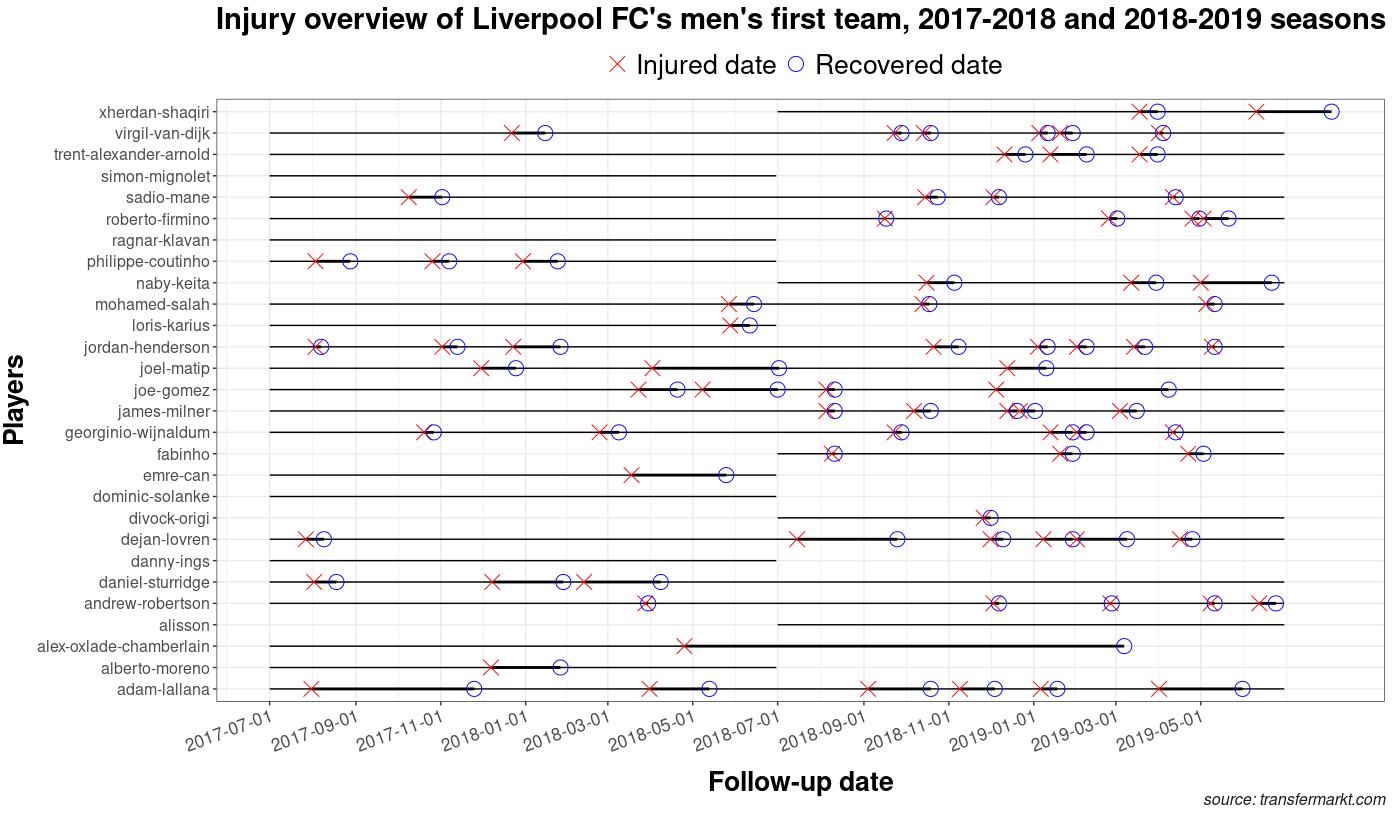 Injury overview of Liverpool FC's men's first team, 2017-2018 and 2018-2019 seasons
Injured date Recovered date
xherdan-shaqiri
virgil-van-dijk
trent-alexander-arnold
simon-mignolet
sadio-mane
roberto-firmino
ragnar-klavan
philippe-coutinho
naby-keita
mohamed-salah
loris-karius
jordan-henderson
joel-matip
joe-gomez
james-milner
georginio-wijnaldum
fabinho
emre-can
dominic-solanke
divock-origi
dejan-lovren
danny-ings
daniel-sturridge
andrew-robertson
alisson
alex-oxlade-chamberlain
alberto-moreno
adam-lallana
Players
2017-07-01 2017-09-01 2017-11-01 2018-01-01 2018-03-01 2018-05-01 2018-07-01 2018-09-01 2018-11-01 2019-01-01 2019-03-01 2019-05-01
Follow-up date
source: transfermarkt.com